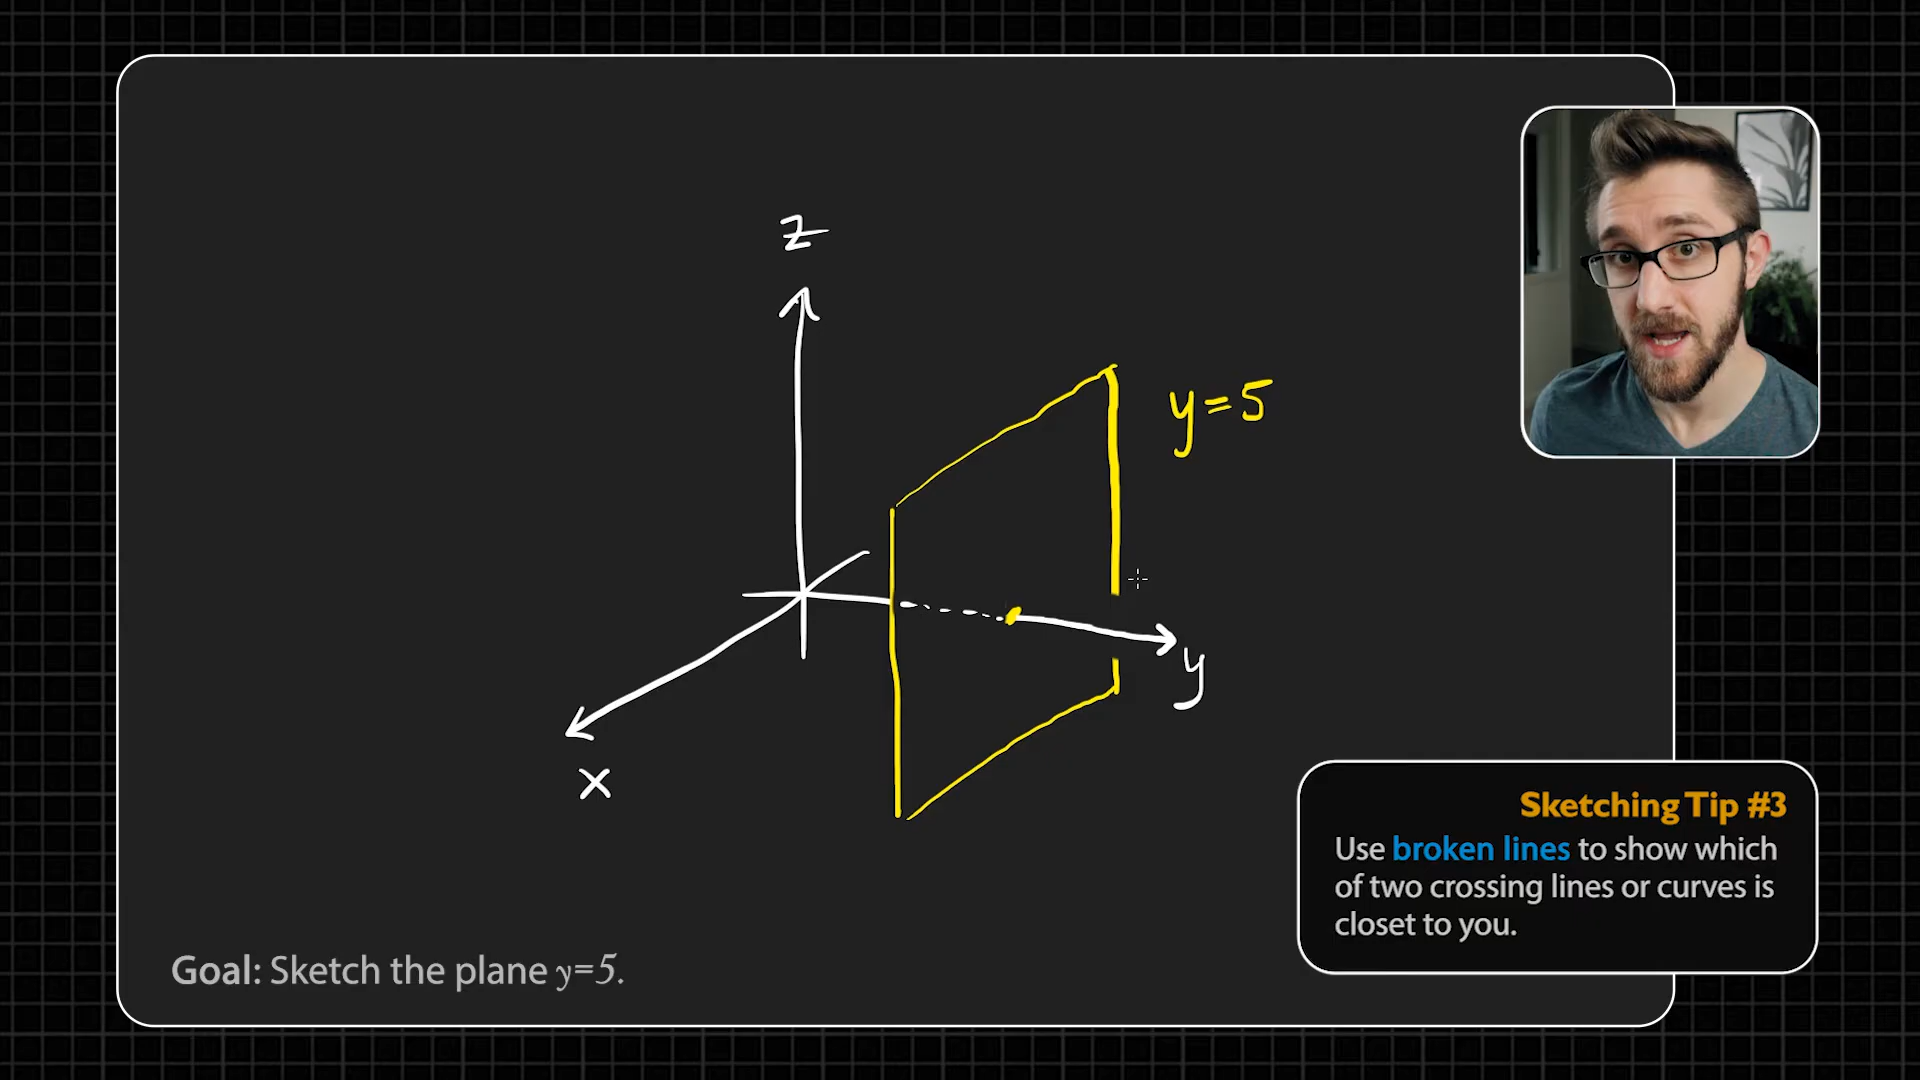 z
y=5
y
x
Sketching Tip #3
Use broken lines to show which
of two crossing lines or curves is
closet to you.
Goal: Sketch the plane y=5.